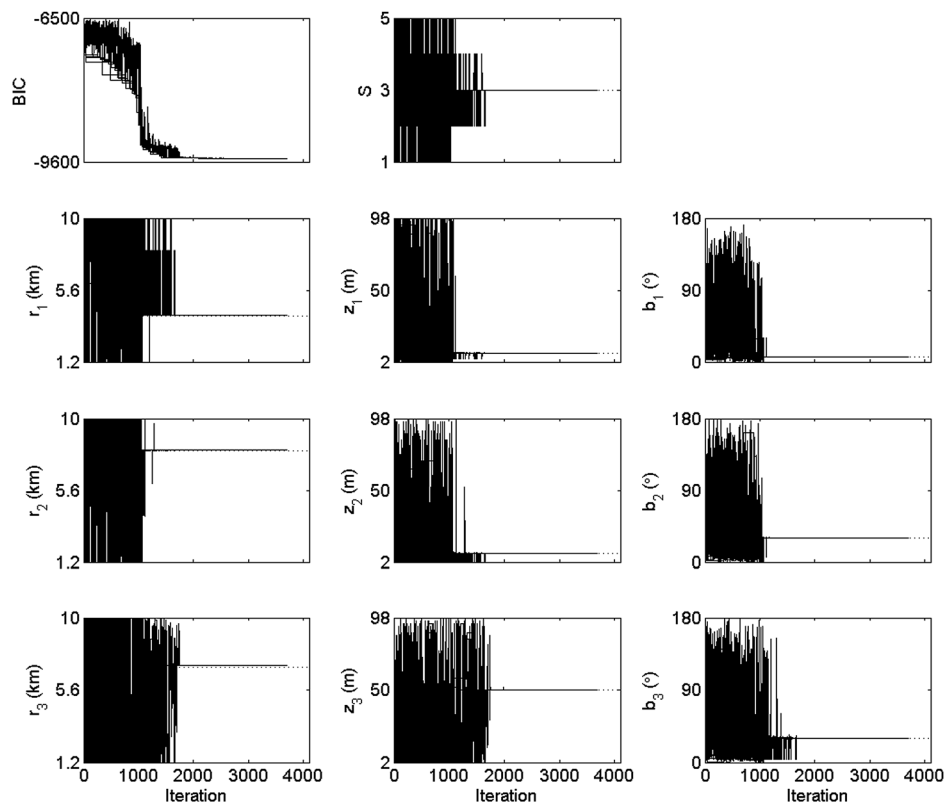 -6500
BIC
-9600
5
S
3
1
10
r1 (km)
5.6
1.2
98
z1 (m)
50
2
180
b1 (°)
90
0
10
r2 (km)
5.6
1.2
98
z2 (m)
50
2
180
b2 (°)
90
0
10
r3 (km)
5.6
1.2
0 1000 2000 3000 4000
Iteration
98
z3 (m)
50
2
0 1000 2000 3000 4000
Iteration
180
b3 (°)
90
0
0 1000 2000 3000 4000
Iteration